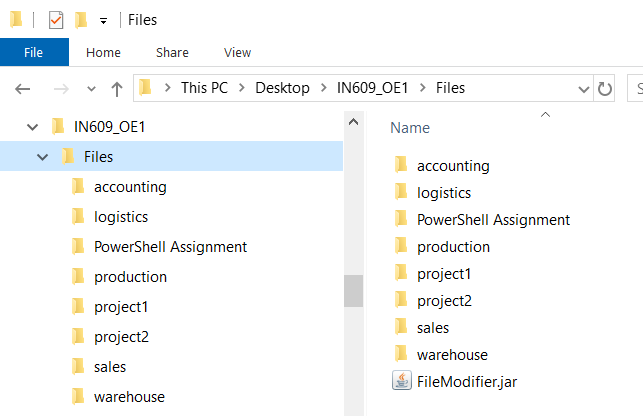 Files
File Home Share View
This PC Desktop IN609_OE1 Files
IN609_OE1
Files
accounting
logistics
PowerShell Assignment
production
project1
project2
sales
warehouse
Name
accounting
logistics
PowerShell Assignment
production
project1
project2
sales
warehouse
FileModifier.jar